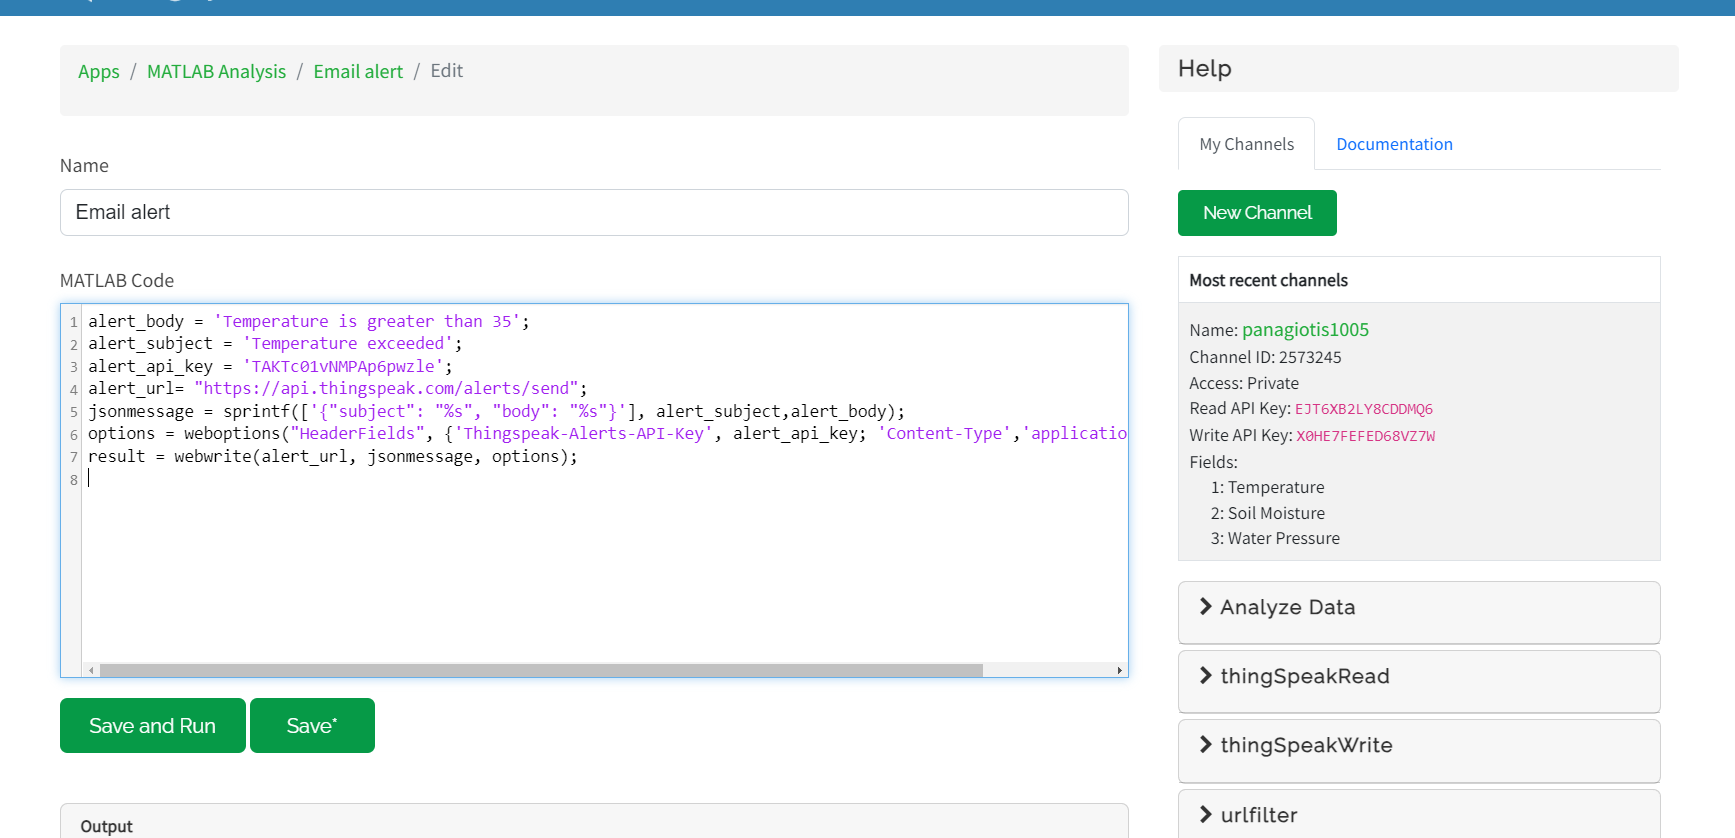 Apps / MATLAB Analysis / Email alert / Edit
Name
Email alert
MATLAB Code
1 alert_body = 'Temperature is greater than 35';
2 alert_subject = 'Temperature exceeded';
3 alert_api_key = 'TAKTc01vNMPAp6pwzle';
4 alert_url= "https://api.thingspeak.com/alerts/send";
5 jsonmessage = sprintf(['{"subject": "%s", "body": "%s"}'], alert_subject,alert_body);
6 options = weboptions("HeaderFields", {'Thingspeak-Alerts-API-Key', alert_api_key; 'Content-Type','applicatio
7 result = webwrite(alert_url, jsonmessage, options);
8
Save and Run
Save*
Output
Help
My Channels
Documentation
New Channel
Most recent channels
Name: panagiotis1005
Channel ID: 2573245
Access: Private
Read API Key: EJT6XB2LY8CDDMQ6
Write API Key: X0HE7FEFED68VZ7W
Fields:
1: Temperature
2: Soil Moisture
3: Water Pressure
Analyze Data
thingSpeakRead
thingSpeakWrite
urlfilter